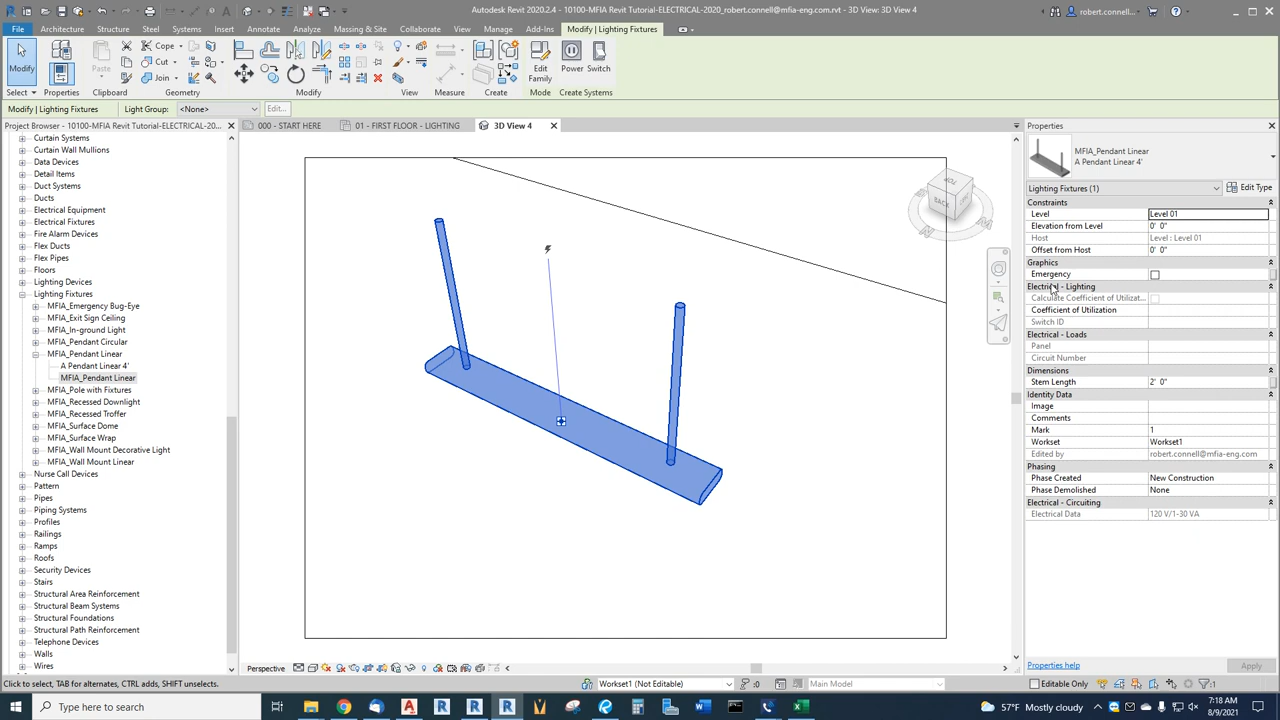 Autodesk Revit 2020.2.4 - 10100-MFIA Revit Tutorial-ELECTRICAL-2020_robert.connell@mfia-eng.com.rvt - 3D View: 3D View 4
robert.connell...
File Architecture Structure Steel Systems Insert Annotate Analyze Massing & Site Collaborate View Manage Add-Ins Modify | Lighting Fixtures
Modify Paste Cope Cut Join Edit Family Power Switch
Select Properties Clipboard Geometry Modify View Measure Create Mode Create Systems
Modify | Lighting Fixtures Light Group: <None> Edit...
Project Browser - 10100-MFIA Revit Tutorial-ELECTRICAL-20...
000 - START HERE
01 - FIRST FLOOR - LIGHTING
3D View 4
Curtain Systems
Curtain Wall Mullions
Data Devices
Detail Items
Duct Systems
Ducts
Electrical Equipment
Electrical Fixtures
Fire Alarm Devices
Flex Ducts
Flex Pipes
Floors
Lighting Devices
Lighting Fixtures
MFIA_Emergency Bug-Eye
MFIA_Exit Sign Ceiling
MFIA_In-ground Light
MFIA_Pendant Circular
MFIA_Pendant Linear
A Pendant Linear 4'
MFIA_Pendant Linear
MFIA_Pole with Fixtures
MFIA_Recessed Downlight
MFIA_Recessed Troffer
MFIA_Surface Dome
MFIA_Surface Wrap
MFIA_Wall Mount Decorative Light
MFIA_Wall Mount Linear
Nurse Call Devices
Pattern
Pipes
Piping Systems
Profiles
Railings
Ramps
Roofs
Security Devices
Stairs
Structural Area Reinforcement
Structural Beam Systems
Structural Foundations
Structural Path Reinforcement
Telephone Devices
Walls
Wires
BACK
Properties
MFIA_Pendant Linear
A Pendant Linear 4'
Lighting Fixtures (1) Edit Type
Constraints
Level Level 01
Elevation from Level 0' 0"
Host Level : Level 01
Offset from Host 0' 0"
Graphics
Emergency
Electrical - Lighting
Calculate Coefficient of Utilizat...
Coefficient of Utilization
Switch ID
Electrical - Loads
Panel
Circuit Number
Dimensions
Stem Length 2' 0"
Identity Data
Image
Comments
Mark 1
Workset Workset1
Edited by robert.connell@mfia-eng.com
Phasing
Phase Created New Construction
Phase Demolished None
Electrical - Circuiting
Electrical Data 120 V/1-30 VA
Properties help Apply
Perspective
Click to select, TAB for alternates, CTRL adds, SHIFT unselects.
Workset1 (Not Editable) :0 Main Model Editable Only :1
Type here to search
57°F Mostly cloudy
7:18 AM
8/9/2021